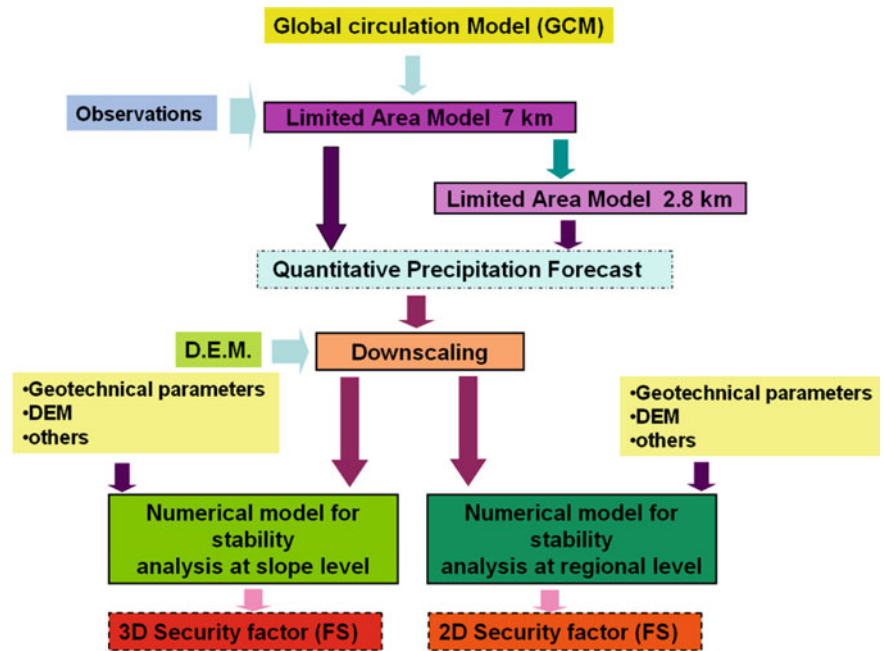 Global circulation Model (GCM)
Observations
Limited Area Model 7 km
Limited Area Model 2.8 km
Quantitative Precipitation Forecast
D.E.M.
Downscaling
•Geotechnical parameters
•DEM
•others
•Geotechnical parameters
•DEM
•others
Numerical model for
stability
analysis at slope level
Numerical model for
stability
analysis at regional level
3D Security factor (FS)
2D Security factor (FS)